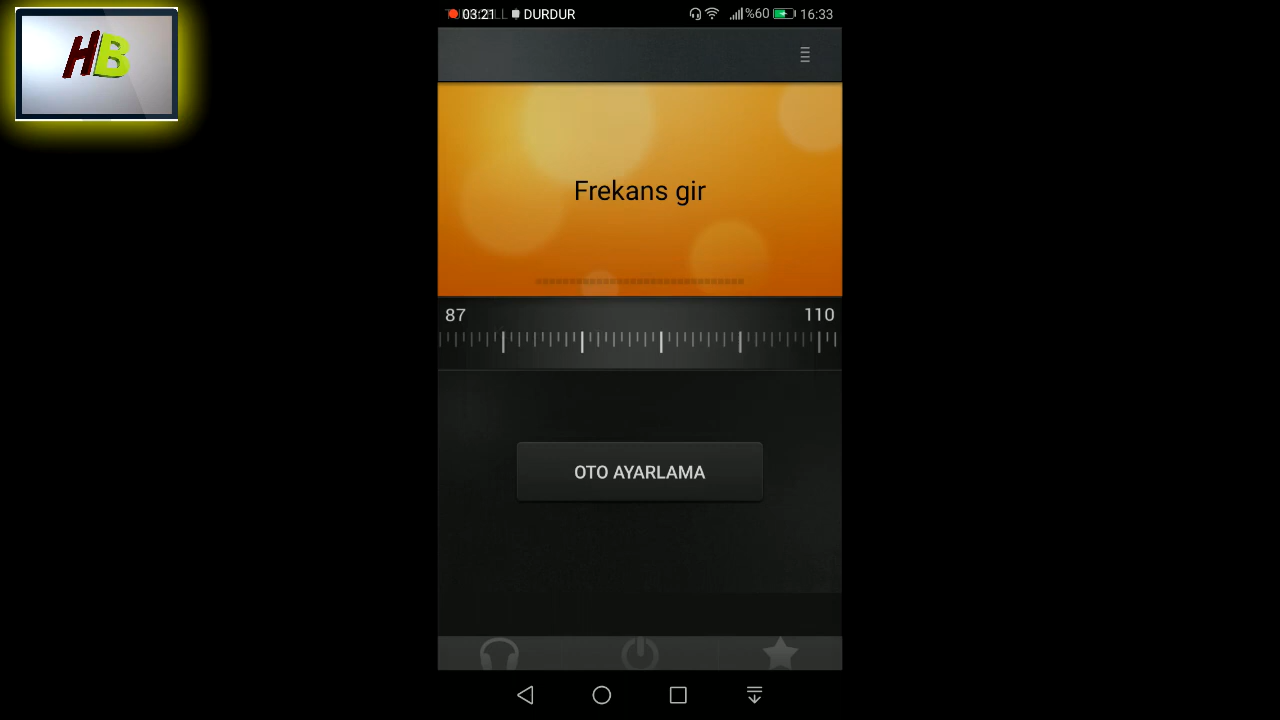 HB
03:21 DURDUR %60 16:33
Frekans gir
87 110
OTO AYARLAMA